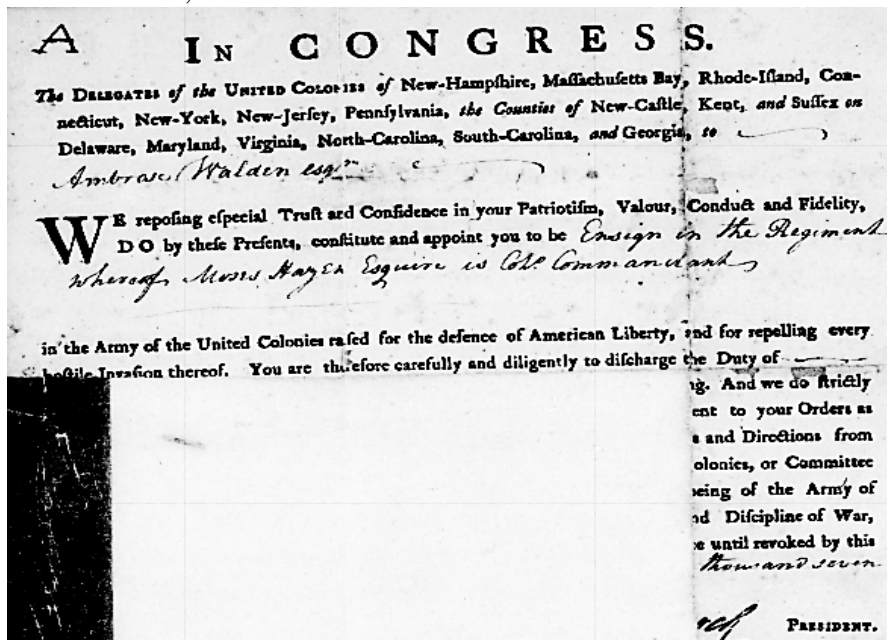 A
IN CONGRESS.
The DELEGATES of the UNITED COLONIES of New-Hampſhire, Maſſachuſetts Bay, Rhode-Iſland, Con-
necticut, New-York, New-Jerſey, Pennſylvania, the Counties of New-Caſtle, Kent, and Suſſex on
Delaware, Maryland, Virginia, North-Carolina, South-Carolina, and Georgia, to
Ambrose Walden esqr
WE repoſing eſpecial Truſt and Confidence in your Patriotiſm, Valour, Conduct and Fidelity,
DO by theſe Preſents, conſtitute and appoint you to be Ensign in the Regiment
whereof Moses Hazen Esquire is Colo Commandant
in the Army of the United Colonies raiſed for the defence of American Liberty, and for repelling every
hoſtile Invaſion thereof. You are therefore carefully and diligently to diſcharge the Duty of
ng. And we do ſtrictly
ent to your Orders as
s and Directions from
olonies, or Committee
being of the Army of
nd Diſcipline of War,
e until revoked by this
thousand seven
PRESIDENT.